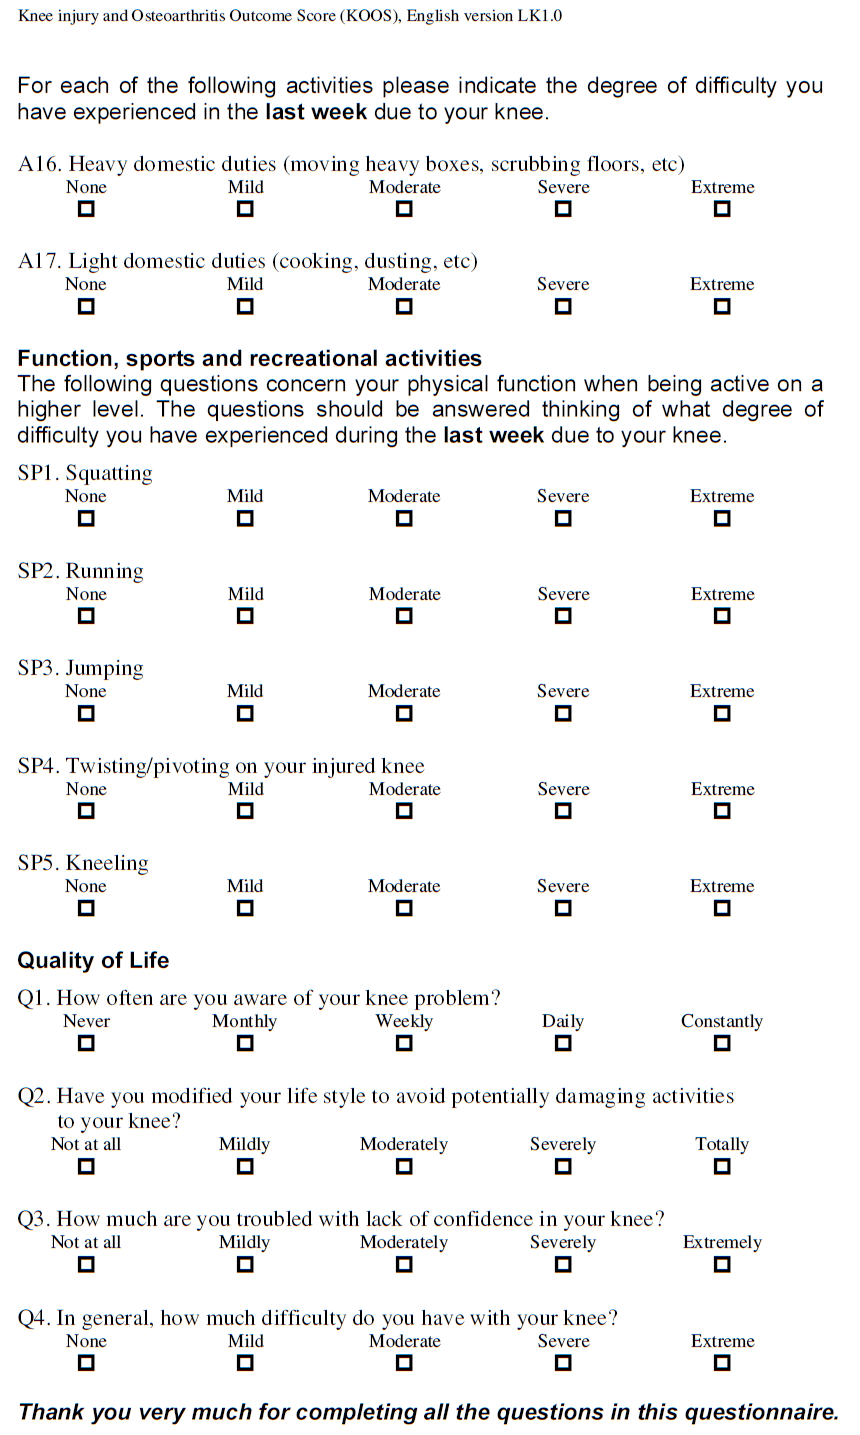 Knee injury and Osteoarthritis Outcome Score (KOOS), English version LK1.0
For each of the following activities please indicate the degree of difficulty you
have experienced in the last week due to your knee.
A16. Heavy domestic duties (moving heavy boxes, scrubbing floors, etc)
None Mild Moderate Severe Extreme
A17. Light domestic duties (cooking, dusting, etc)
None Mild Moderate Severe Extreme
Function, sports and recreational activities
The following questions concern your physical function when being active on a
higher level. The questions should be answered thinking of what degree of
difficulty you have experienced during the last week due to your knee.
SP1. Squatting
None Mild Moderate Severe Extreme
SP2. Running
None Mild Moderate Severe Extreme
SP3. Jumping
None Mild Moderate Severe Extreme
SP4. Twisting/pivoting on your injured knee
None Mild Moderate Severe Extreme
SP5. Kneeling
None Mild Moderate Severe Extreme
Quality of Life
Q1. How often are you aware of your knee problem?
Never Monthly Weekly Daily Constantly
Q2. Have you modified your life style to avoid potentially damaging activities
to your knee?
Not at all Mildly Moderately Severely Totally
Q3. How much are you troubled with lack of confidence in your knee?
Not at all Mildly Moderately Severely Extremely
Q4. In general, how much difficulty do you have with your knee?
None Mild Moderate Severe Extreme
Thank you very much for completing all the questions in this questionnaire.